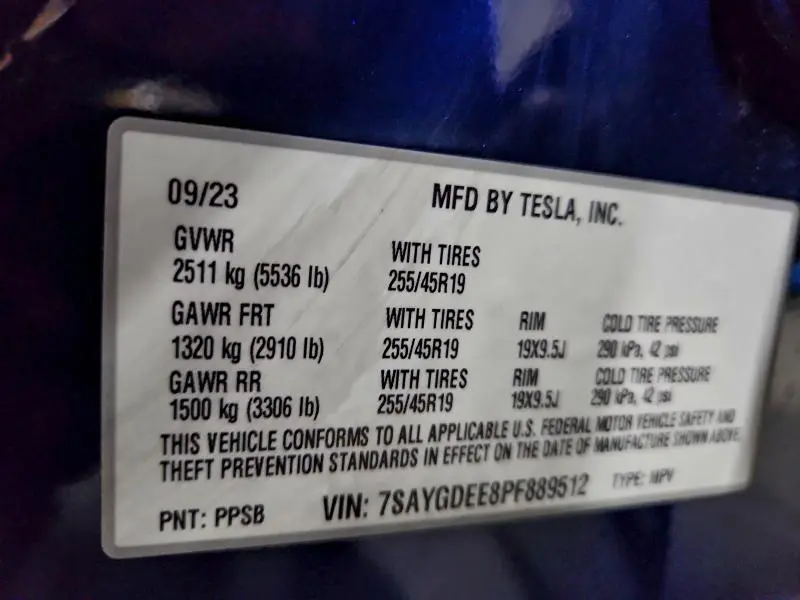 09/23 MFD BY TESLA, INC.
GVWR WITH TIRES
2511 kg (5536 lb) 255/45R19
GAWR FRT WITH TIRES RIM COLD TIRE PRESSURE
1320 kg (2910 lb) 255/45R19 19X9.5J 290 kPa, 42 psi
GAWR RR WITH TIRES RIM COLD TIRE PRESSURE
1500 kg (3306 lb) 255/45R19 19X9.5J 290 kPa, 42 psi
THIS VEHICLE CONFORMS TO ALL APPLICABLE U.S. FEDERAL MOTOR VEHICLE SAFETY AND
THEFT PREVENTION STANDARDS IN EFFECT ON THE DATE OF MANUFACTURE SHOWN ABOVE.
PNT: PPSB VIN: 7SAYGDEE8PF889512 TYPE: MPV